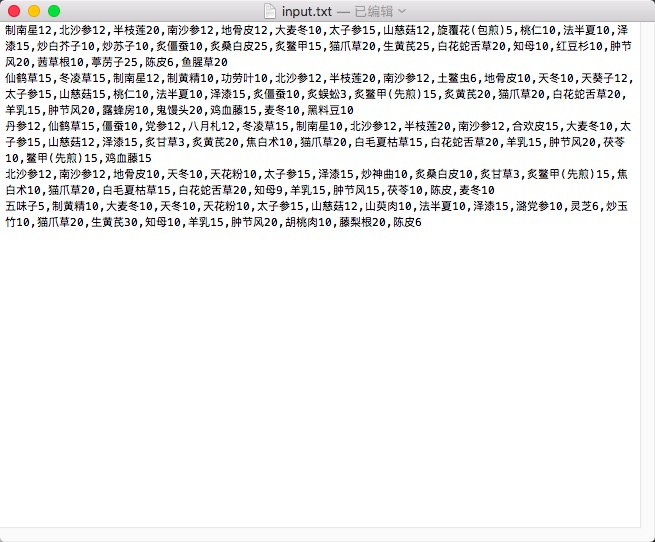 input.txt — 已编辑
制南星12,北沙参12,半枝莲20,南沙参12,地骨皮12,大麦冬10,太子参15,山慈菇12,旋覆花(包煎)5,桃仁10,法半夏10,泽
漆15,炒白芥子10,炒苏子10,炙僵蚕10,炙桑白皮25,炙鳖甲15,猫爪草20,生黄芪25,白花蛇舌草20,知母10,红豆杉10,肿节
风20,茜草根10,葶苈子25,陈皮6,鱼腥草20
仙鹤草15,冬凌草15,制南星12,制黄精10,功劳叶10,北沙参12,半枝莲20,南沙参12,土鳖虫6,地骨皮10,天冬10,天葵子12,
太子参15,山慈菇15,桃仁10,法半夏10,泽漆15,炙僵蚕10,炙蜈蚣3,炙鳖甲(先煎)15,炙黄芪20,猫爪草20,白花蛇舌草20,
羊乳15,肿节风20,露蜂房10,鬼馒头20,鸡血藤15,麦冬10,黑料豆10
丹参12,仙鹤草15,僵蚕10,党参12,八月札12,冬凌草15,制南星10,北沙参12,半枝莲20,南沙参12,合欢皮15,大麦冬10,太
子参15,山慈菇12,泽漆15,炙甘草3,炙黄芪20,焦白术10,猫爪草20,白毛夏枯草15,白花蛇舌草20,羊乳15,肿节风20,茯苓
10,鳖甲(先煎)15,鸡血藤15
北沙参12,南沙参12,地骨皮10,天冬10,天花粉10,太子参15,泽漆15,炒神曲10,炙桑白皮10,炙甘草3,炙鳖甲(先煎)15,焦
白术10,猫爪草20,白毛夏枯草15,白花蛇舌草20,知母9,羊乳15,肿节风15,茯苓10,陈皮,麦冬10
五味子5,制黄精10,大麦冬10,天冬10,天花粉10,太子参15,山慈菇12,山萸肉10,法半夏10,泽漆15,潞党参10,灵芝6,炒玉
竹10,猫爪草20,生黄芪30,知母10,羊乳15,肿节风20,胡桃肉10,藤梨根20,陈皮6